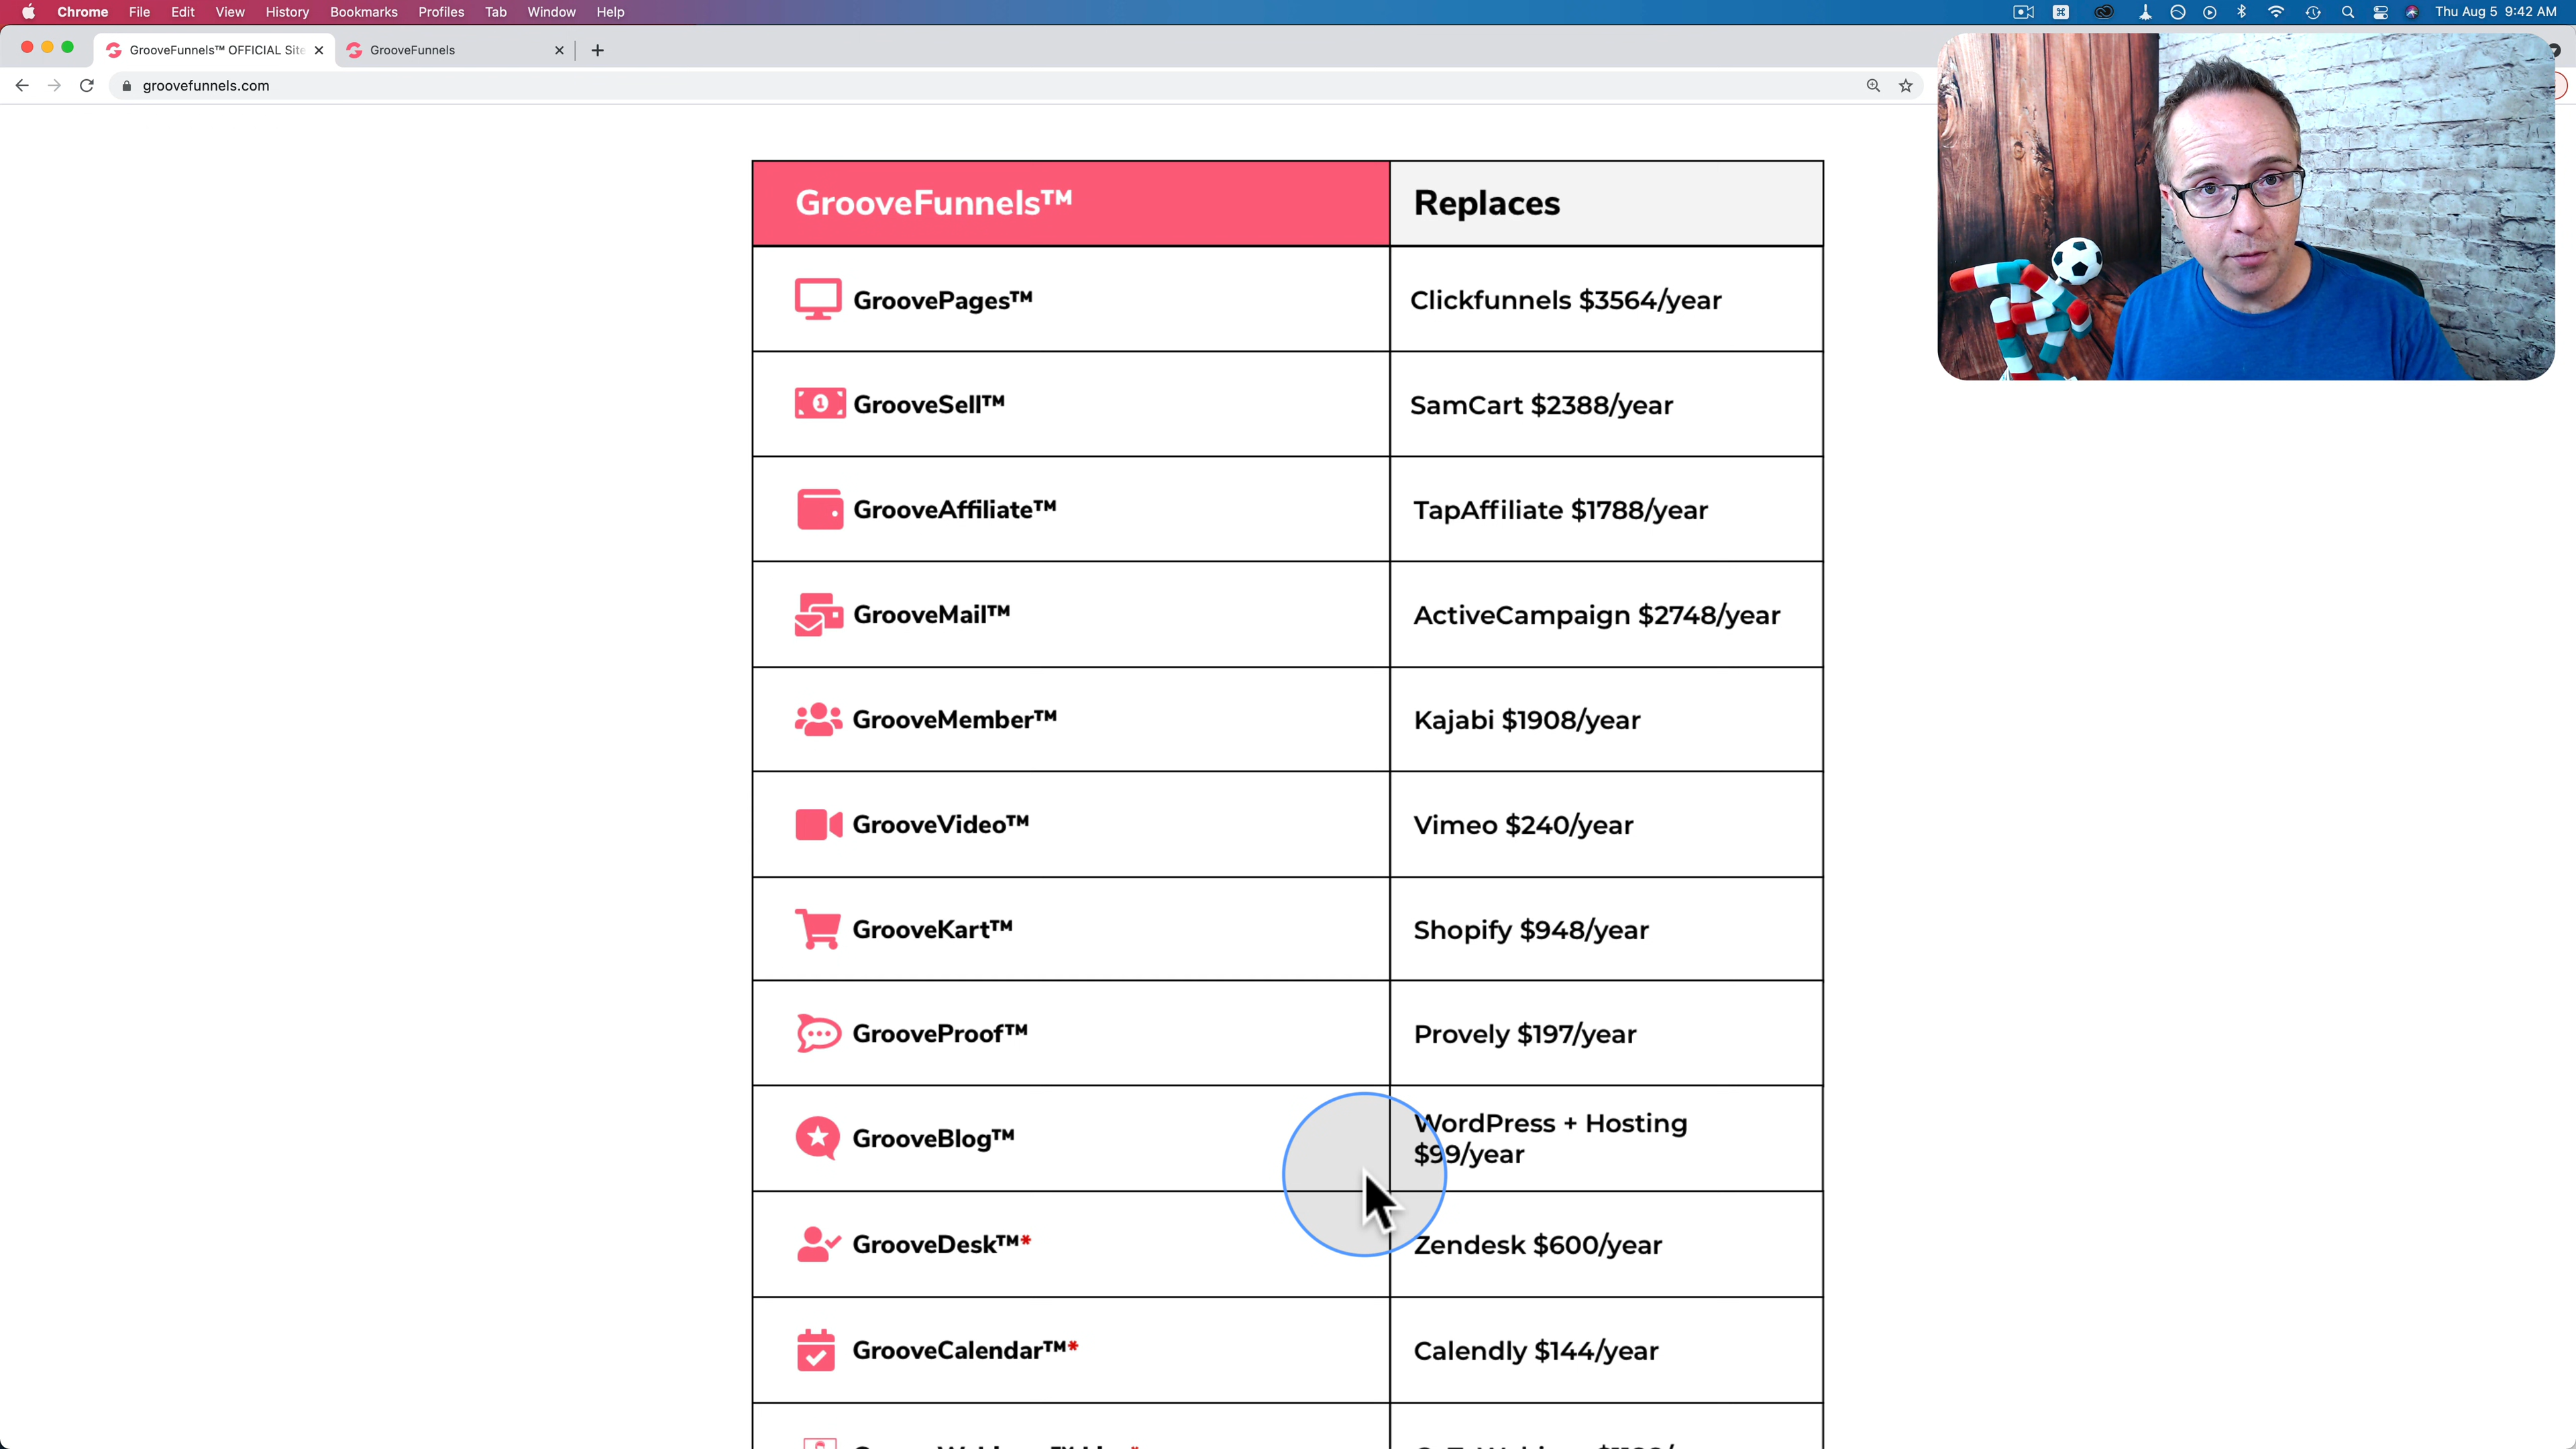 Chrome File Edit View History Bookmarks Profiles Tab Window Help
Thu Aug 5 9:42 AM
GrooveFunnels™ OFFICIAL Site
GrooveFunnels
groovefunnels.com
GrooveFunnels™ Replaces
GroovePages™ Clickfunnels $3564/year
GrooveSell™ SamCart $2388/year
GrooveAffiliate™ TapAffiliate $1788/year
GrooveMail™ ActiveCampaign $2748/year
GrooveMember™ Kajabi $1908/year
GrooveVideo™ Vimeo $240/year
GrooveKart™ Shopify $948/year
GrooveProof™ Provely $197/year
GrooveBlog™ WordPress + Hosting
$99/year
GrooveDesk™* Zendesk $600/year
GrooveCalendar™* Calendly $144/year